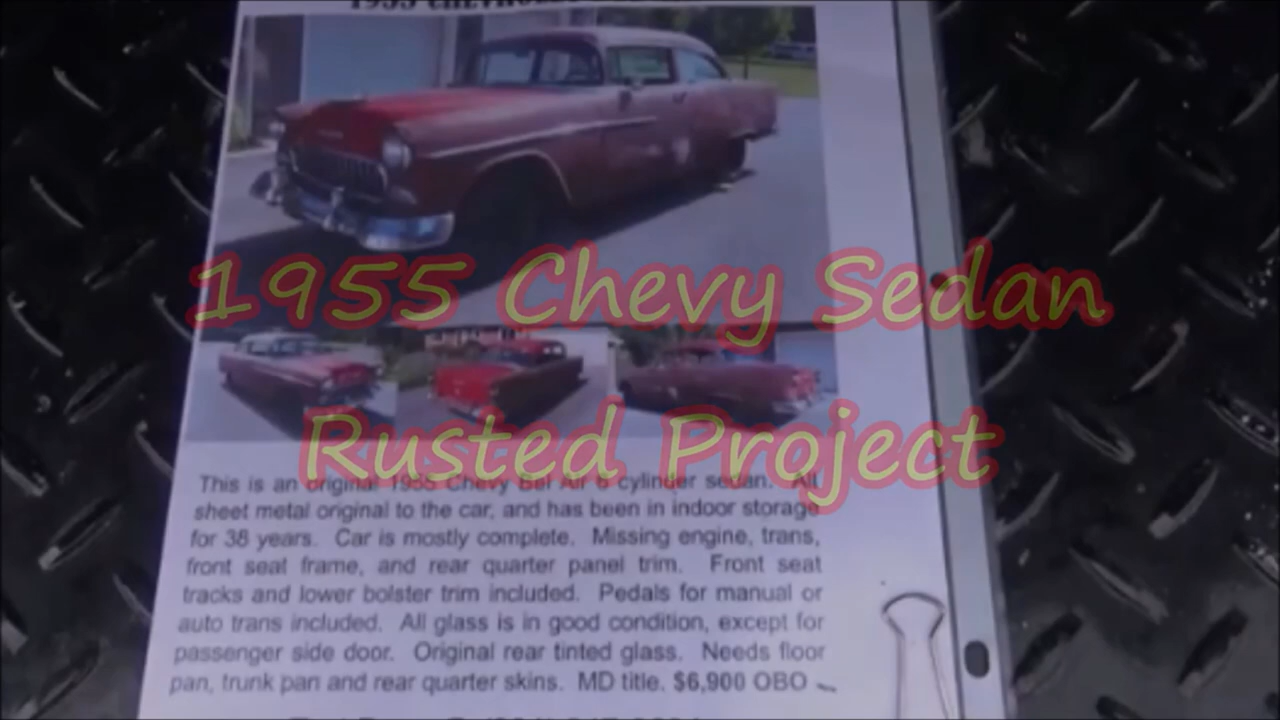 1955 Chevy Sedan
Rusted Project
This is an original 1955 Chevy Bel Air 6 cylinder sedan. All
sheet metal original to the car, and has been in indoor storage
for 38 years. Car is mostly complete. Missing engine, trans,
front seat frame, and rear quarter panel trim. Front seat
tracks and lower bolster trim included. Pedals for manual or
auto trans included. All glass is in good condition, except for
passenger side door. Original rear tinted glass. Needs floor
pan, trunk pan and rear quarter skins. MD title. $6,900 OBO